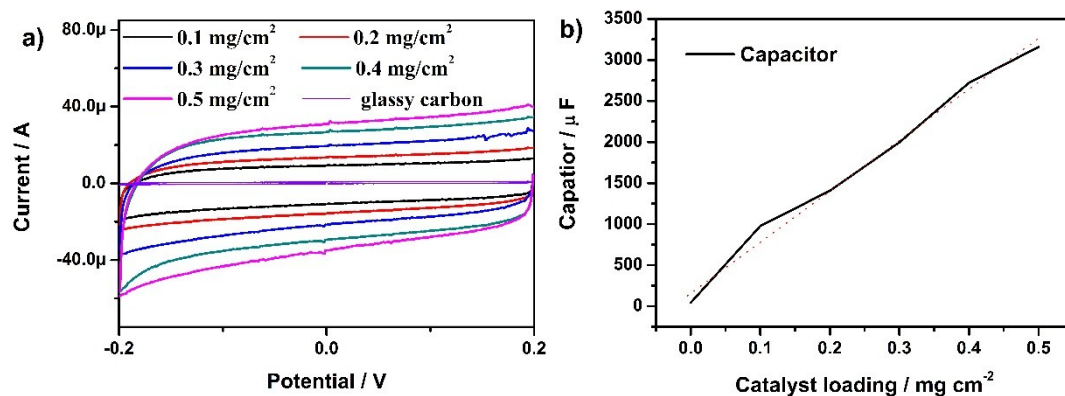 a)
0.1 mg/cm² 0.2 mg/cm²
0.3 mg/cm² 0.4 mg/cm²
0.5 mg/cm² glassy carbon
80.0µ
40.0µ
0.0
-40.0µ
Current / A
-0.2 0.0 0.2
Potential / V
b)
Capacitor
3500
3000
2500
2000
1500
1000
500
0
Capatior / µ F
0.0 0.1 0.2 0.3 0.4 0.5
Catalyst loading / mg cm⁻²